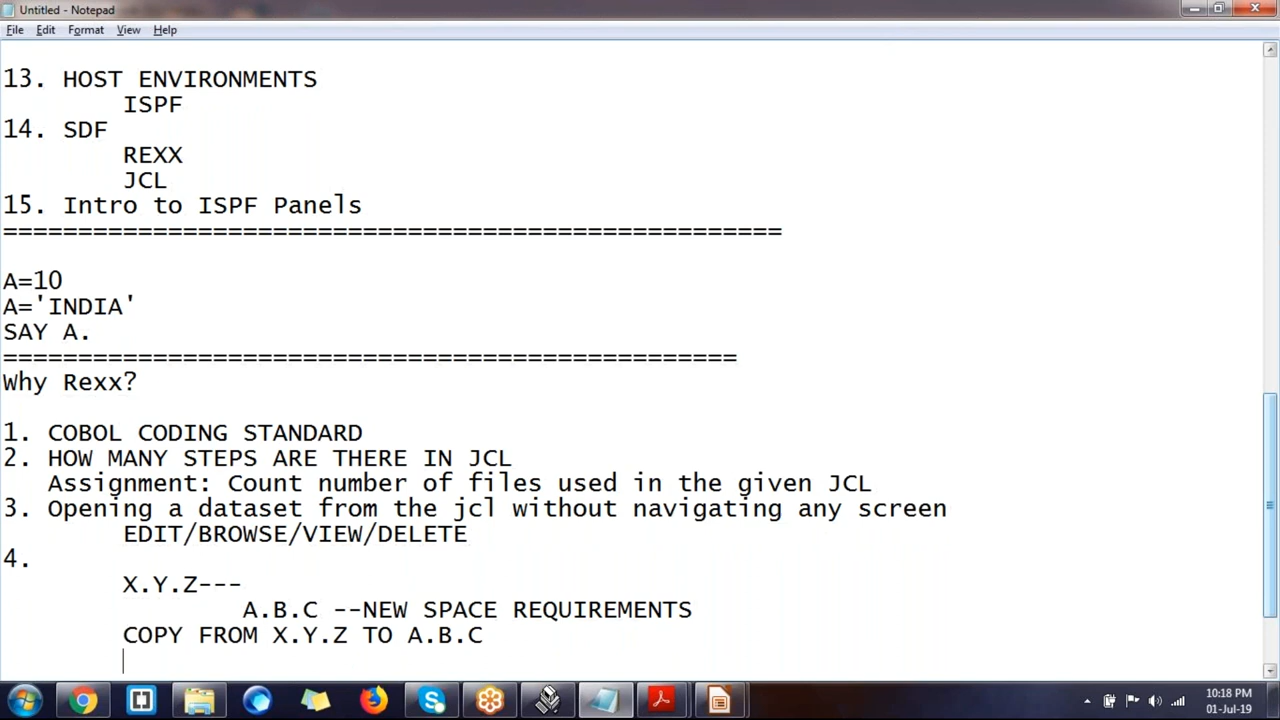 Untitled - Notepad
File Edit Format View Help
13. HOST ENVIRONMENTS
ISPF
14. SDF
REXX
JCL
15. Intro to ISPF Panels
====================================================
A=10
A='INDIA'
SAY A.
=================================================
Why Rexx?
1. COBOL CODING STANDARD
2. HOW MANY STEPS ARE THERE IN JCL
Assignment: Count number of files used in the given JCL
3. Opening a dataset from the jcl without navigating any screen
EDIT/BROWSE/VIEW/DELETE
4.
X.Y.Z---
A.B.C --NEW SPACE REQUIREMENTS
COPY FROM X.Y.Z TO A.B.C
10:18 PM
01-Jul-19